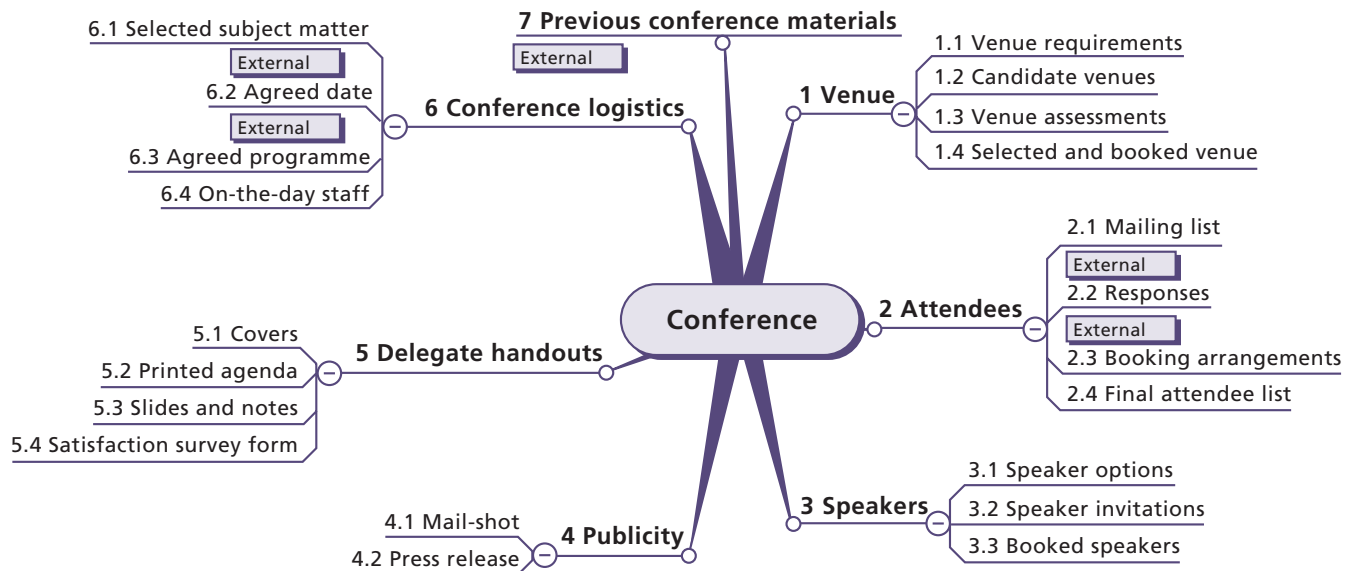 7 Previous conference materials
External
6.1 Selected subject matter
External
6.2 Agreed date
External
6.3 Agreed programme
6.4 On-the-day staff
6 Conference logistics
1 Venue
1.1 Venue requirements
1.2 Candidate venues
1.3 Venue assessments
1.4 Selected and booked venue
Conference
2 Attendees
2.1 Mailing list
External
2.2 Responses
External
2.3 Booking arrangements
2.4 Final attendee list
5 Delegate handouts
5.1 Covers
5.2 Printed agenda
5.3 Slides and notes
5.4 Satisfaction survey form
4 Publicity
4.1 Mail-shot
4.2 Press release
3 Speakers
3.1 Speaker options
3.2 Speaker invitations
3.3 Booked speakers